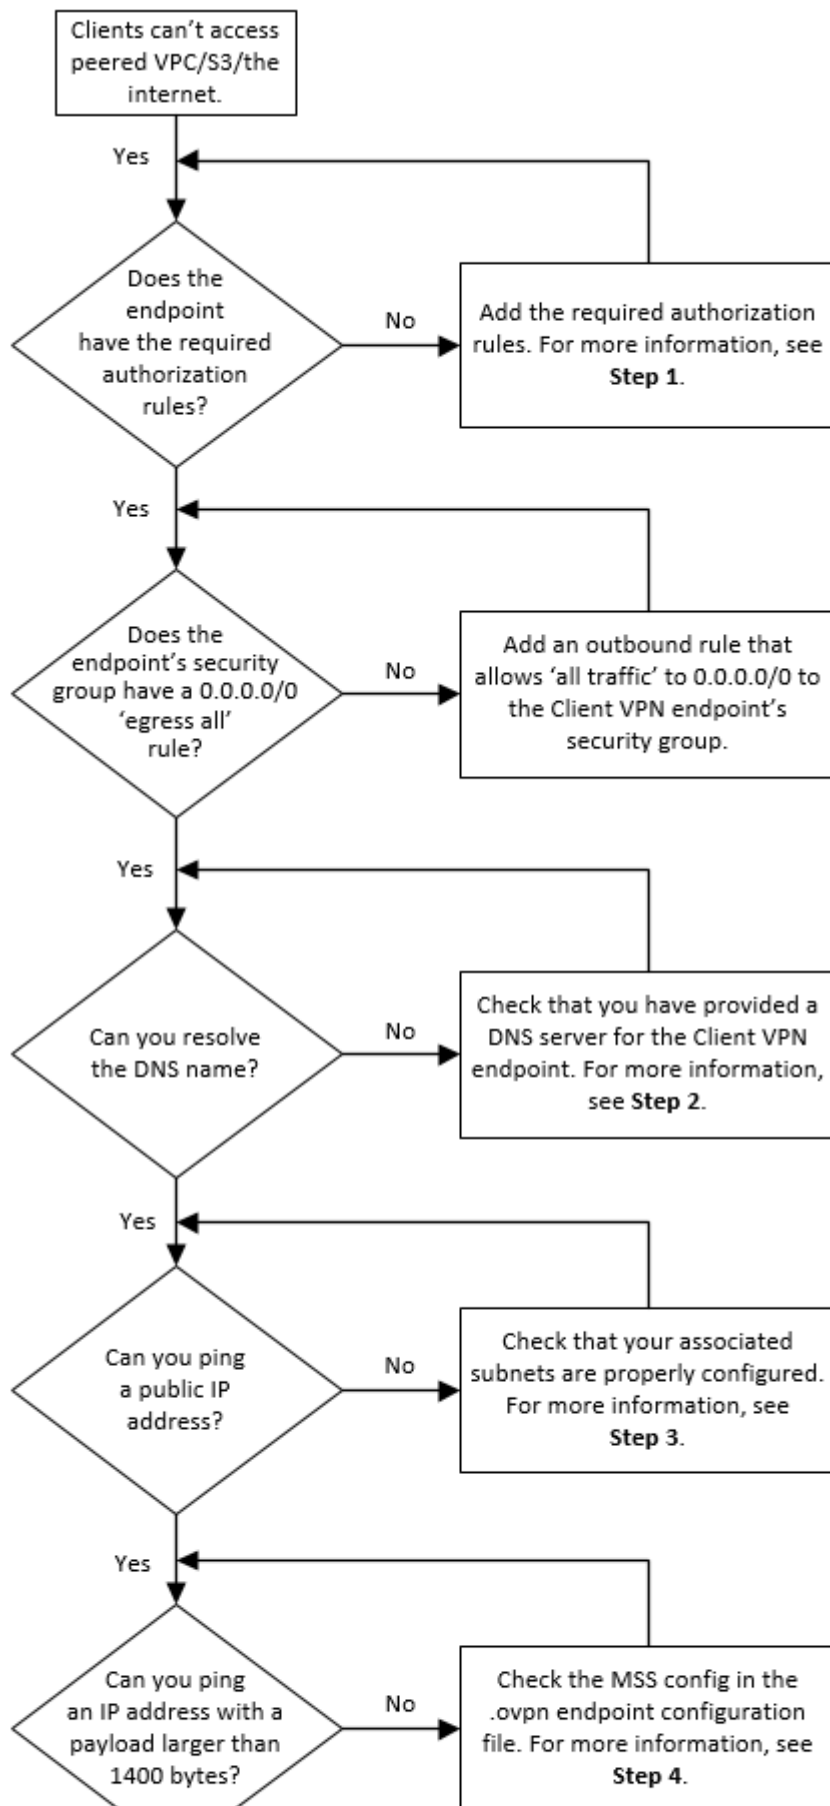 Clients can't access
peered VPC/S3/the
internet.
Yes
Does the
endpoint
have the required
authorization
rules?
No
Add the required authorization
rules. For more information, see
Step 1.
Yes
Does the
endpoint's security
group have a 0.0.0.0/0
'egress all'
rule?
No
Add an outbound rule that
allows 'all traffic' to 0.0.0.0/0 to
the Client VPN endpoint's
security group.
Yes
Can you resolve
the DNS name?
No
Check that you have provided a
DNS server for the Client VPN
endpoint. For more information,
see Step 2.
Yes
Can you ping
a public IP
address?
No
Check that your associated
subnets are properly configured.
For more information, see
Step 3.
Yes
Can you ping
an IP address with a
payload larger than
1400 bytes?
No
Check the MSS config in the
.ovpn endpoint configuration
file. For more information, see
Step 4.